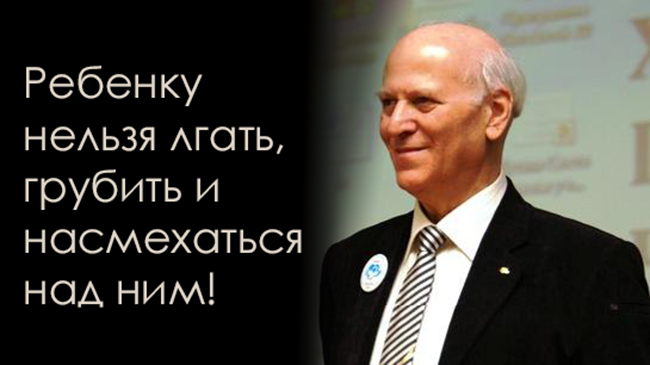 Ребенку
нельзя лгать,
грубить и
насмехаться
над ним!